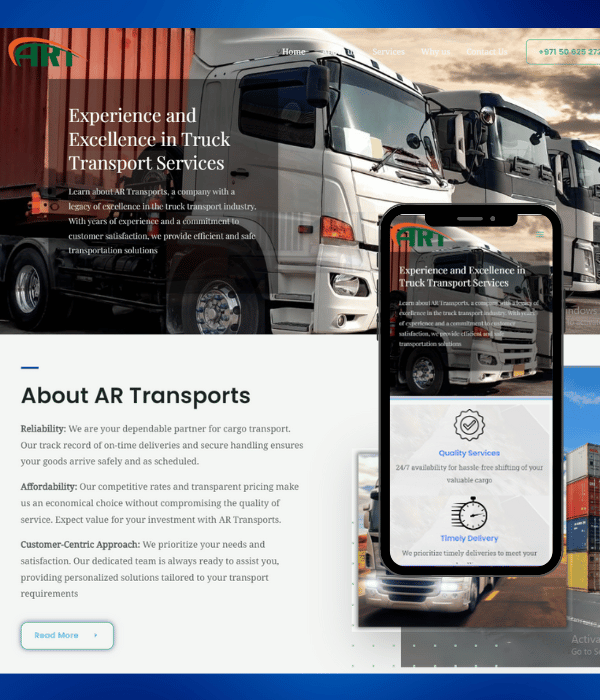 ART
Home About us Services Why us Contact Us
+971 50 625 272
Experience and
Excellence in Truck
Transport Services
Learn about AR Transports, a company with a
legacy of excellence in the truck transport industry.
With years of experience and a commitment to
customer satisfaction, we provide efficient and safe
transportation solutions
About AR Transports
Reliability: We are your dependable partner for cargo transport.
Our track record of on-time deliveries and secure handling ensures
your goods arrive safely and as scheduled.
Affordability: Our competitive rates and transparent pricing make
us an economical choice without compromising the quality of
service. Expect value for your investment with AR Transports.
Customer-Centric Approach: We prioritize your needs and
satisfaction. Our dedicated team is always ready to assist you,
providing personalized solutions tailored to your transport
requirements
Read More
ART
Experience and Excellence in
Truck Transport Services
Learn about AR Transports, a company with a legacy of
excellence in the truck transport industry. With years
of experience and a commitment to customer
satisfaction, we provide efficient and safe
transportation solutions
Quality Services
24/7 availability for hassle-free shifting of your
valuable cargo
Timely Delivery
We prioritize timely deliveries to meet your
indows
Activa
Go to Se